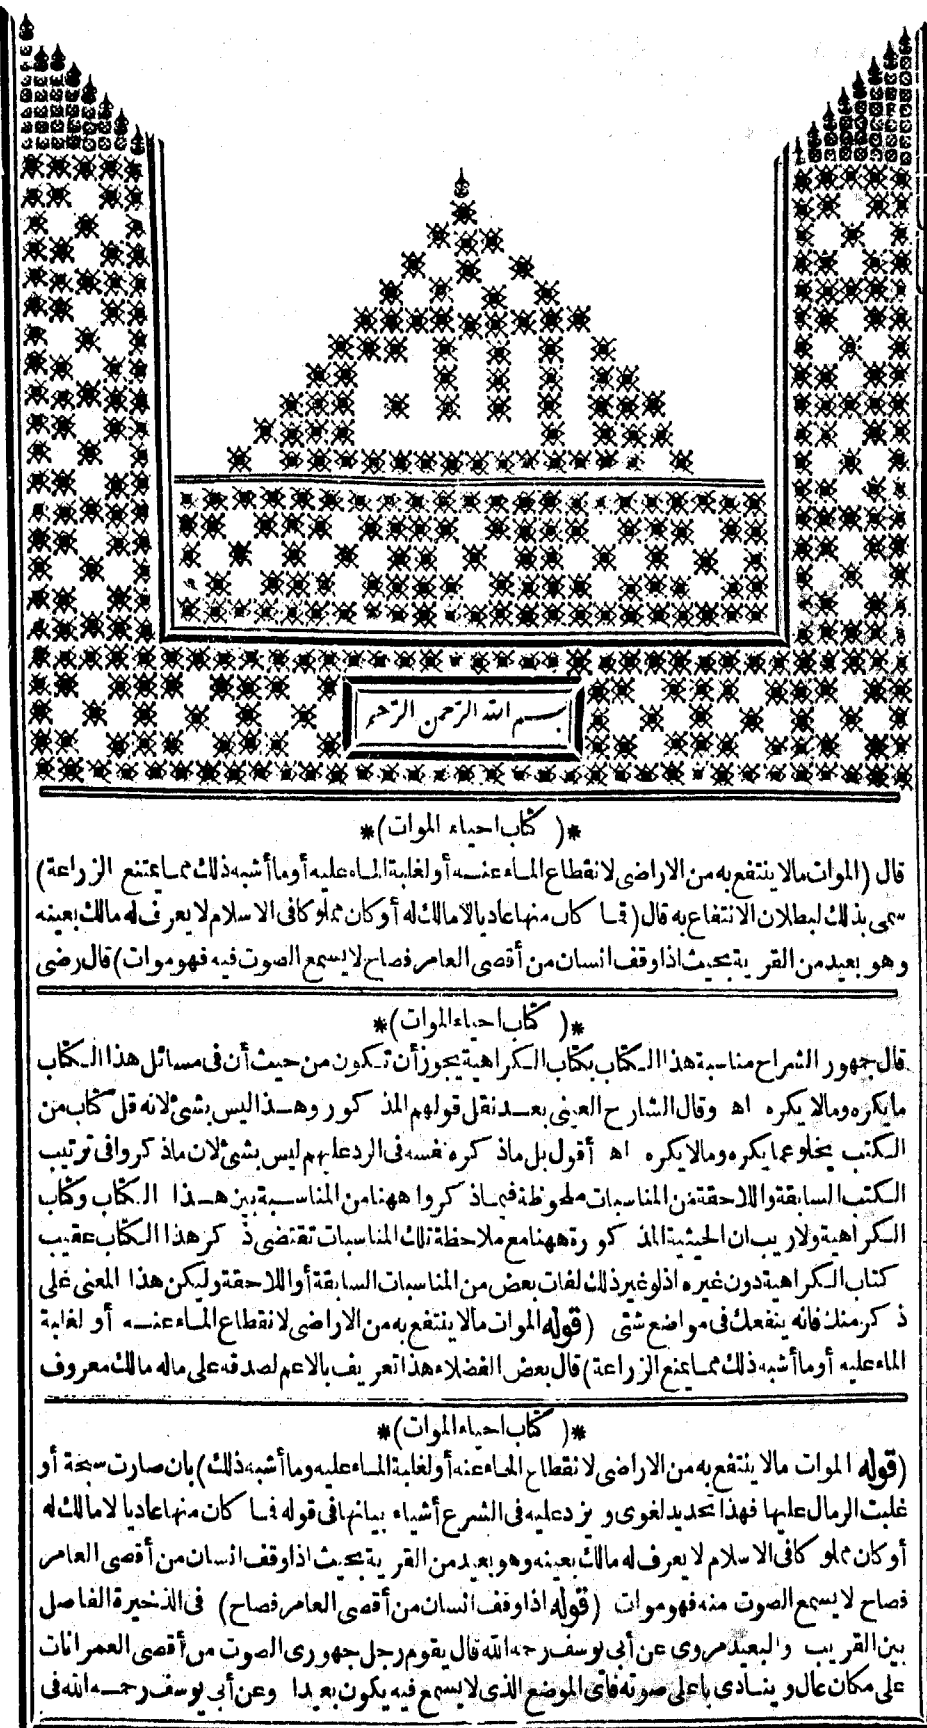 بسم الله الرحمن الرحيم
*( كتاب احياء الموات )*
قال (الموات مالا ينتفع به من الاراضى لانقطاع الماء عنه أو لغلبة الماء عليه أو ما أشبه ذلك مما يمتنع الزراعة)
سمى بذلك لبطلان الانتفاع به قال (فما كان منها عاديا لا مالك له أو كان مملوكا فى الاسلام لا يعرف له مالك بعينه
وهو بعيد من القرية بحيث اذا وقف انسان من أقصى العامر فصاح لا يسمع الصوت فيه فهو موات) قال رضى
*( كتاب احياء الموات )*
قال جمهور الشراح مناسبة هذا الكتاب بكتاب الكراهية يجوز أن تكون من حيث أن فى مسائل هذا الكتاب
ما يكره وما لا يكره اه وقال الشارح العينى بعد نقل قولهم المذكور وهذا ليس بشئ لانه قل كتاب من
الكتب يخلو عما يكره وما لا يكره اه أقول بل ما ذكره نفسه فى الرد عليهم ليس بشئ لان ما ذكروا فى ترتيب
الكتب السابقة واللاحقة من المناسبات ملحوظة فيما ذكروا ههنا من المناسبة بين هذا الكتاب وكتاب
الكراهية ولا ريب ان الحيثية المذكورة ههنا مع ملاحظة تلك المناسبات تقتضى ذكر هذا الكتاب عقيب
كتاب الكراهية دون غيره اذ لو غير ذلك لفات بعض من المناسبات السابقة أو اللاحقة وليكن هذا المعنى على
ذكر منك فانه ينفعك فى مواضع شتى (قوله الموات مالا ينتفع به من الاراضى لانقطاع الماء عنه أو لغلبة
الماء عليه أو ما أشبه ذلك مما يمنع الزراعة) قال بعض الفضلاء هذا تعريف بالاعم لصدقه على ماله مالك معروف
*( كتاب احياء الموات )*
(قوله الموات مالا ينتفع به من الاراضى لانقطاع الماء عنه أو لغلبة الماء عليه وما أشبه ذلك) بان صارت سبخة أو
غلبت الرمال عليها فهذا تحديد لغوى ويزد عليه فى الشرع أشياء بيانها فى قوله فما كان منها عاديا لا مالك له
أو كان مملوكا فى الاسلام لا يعرف له مالك بعينه وهو بعيد من القرية بحيث اذا وقف انسان من أقصى العامر
فصاح لا يسمع الصوت منه فهو موات (قوله اذا وقف انسان من أقصى العامر فصاح) فى الذخيرة الفاصل
بين القريب والبعيد مروى عن أبى يوسف رحمه الله قال يقوم رجل جهورى الصوت من أقصى العمرانات
على مكان عال وينادى باعلى صوته فاى الموضع الذى لا يسمع فيه يكون بعيدا وعن أبى يوسف رحمه الله فى